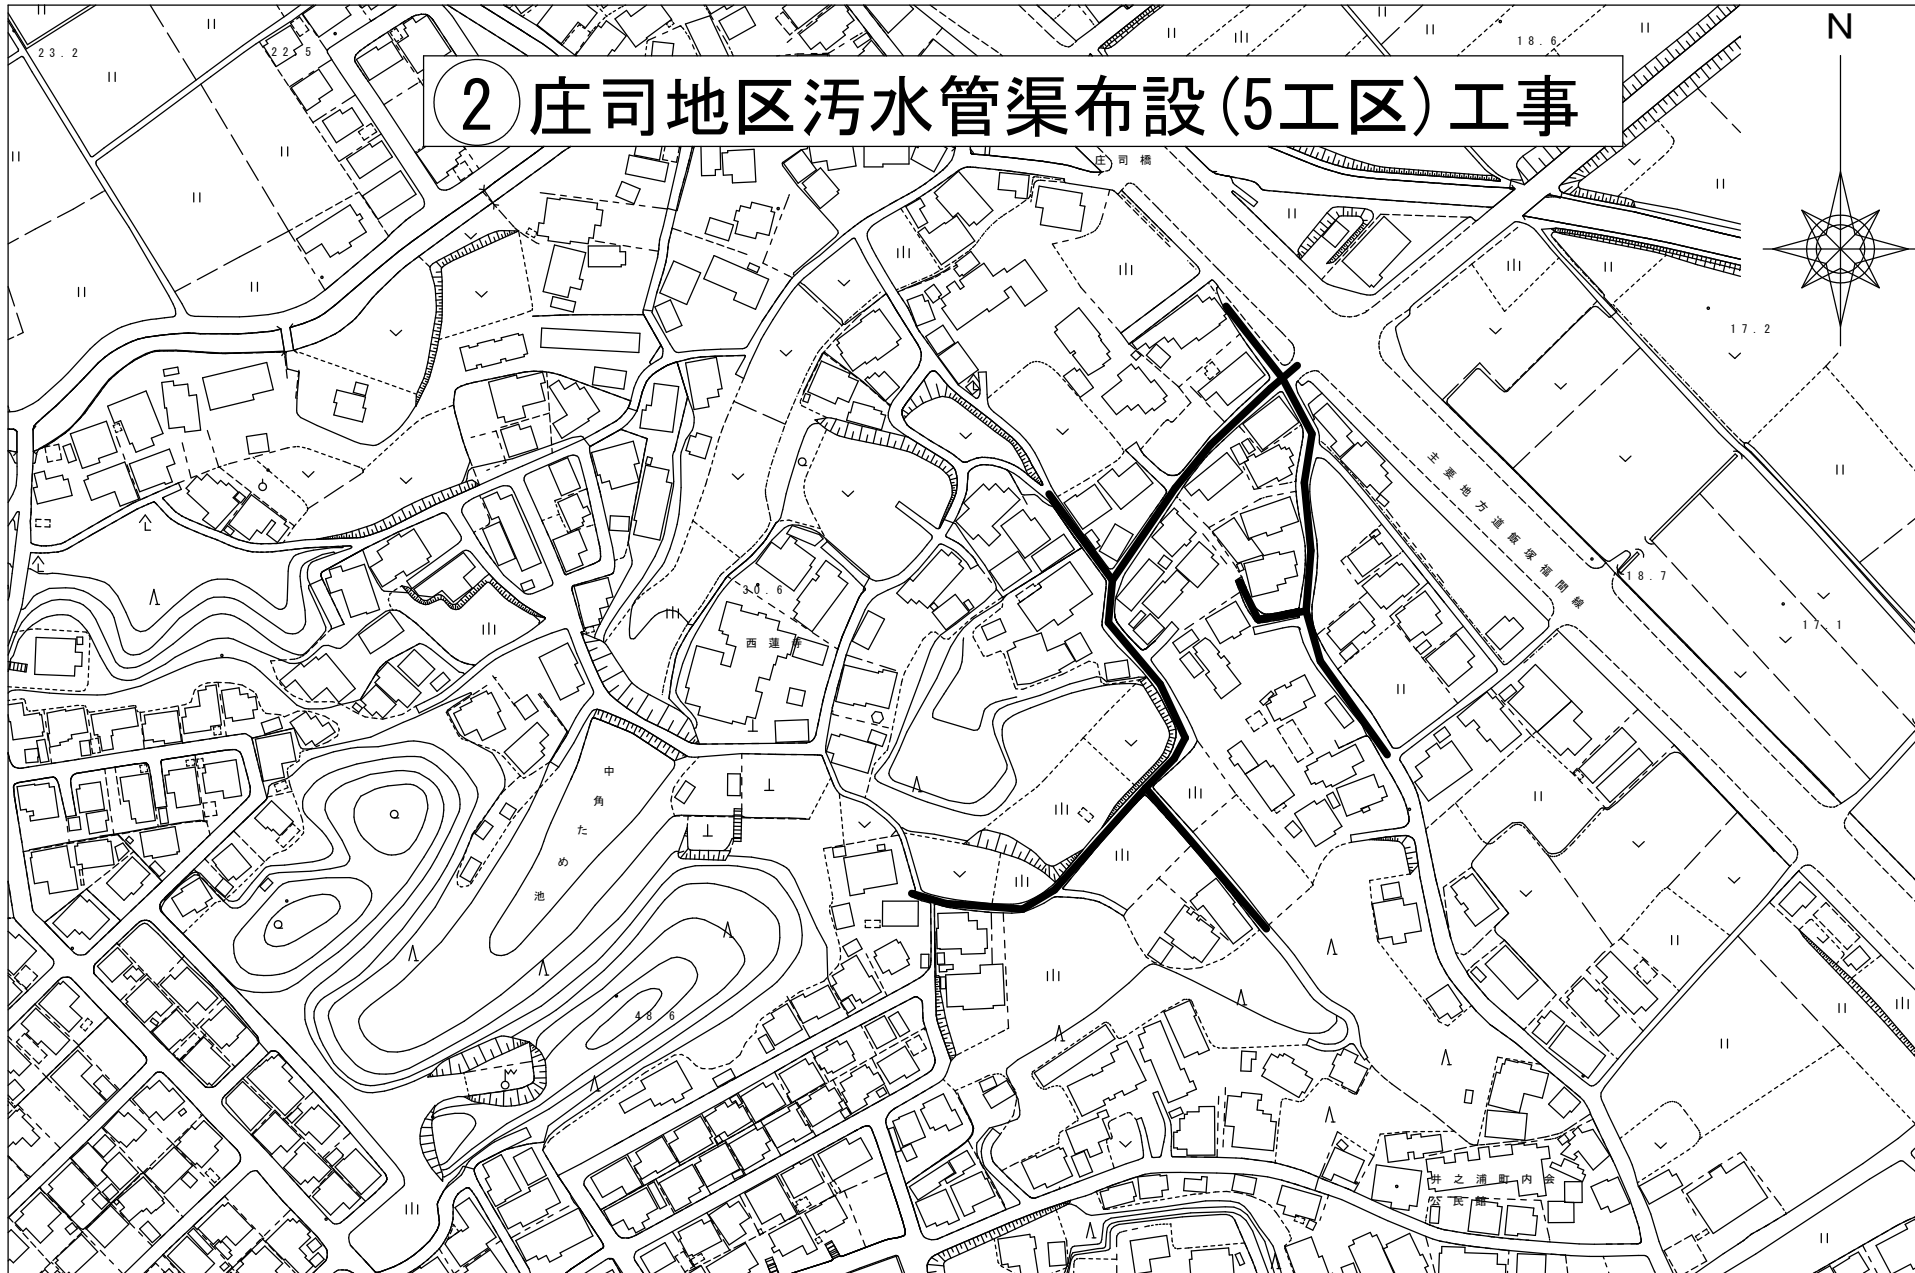 ②庄司地区汚水管渠布設(5工区)工事
N
23.2
22.5
18.6
庄司橋
17.2
主要地方道飯塚福間線
18.7
17.1
30.6
西蓮寺
中角ため池
48.6
井之浦町内会
公民館